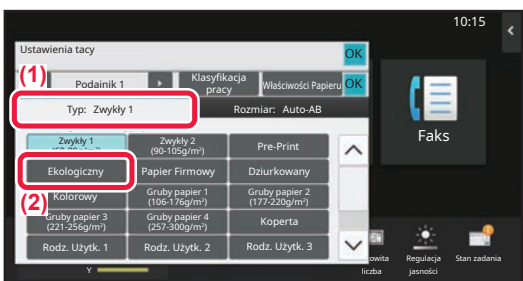 10:15
Ustawienia tacy
OK
(1)
Podajnik 1
Klasyfikacja
pracy
Właściwości Papieru
OK
Typ: Zwykły 1
Rozmiar: Auto-AB
Zwykły 1
Zwykły 2
(90-105g/m²)
Pre-Print
Faks
Ekologiczny
Papier Firmowy
Dziurkowany
(2)
Kolorowy
Gruby papier 1
(106-176g/m²)
Gruby papier 2
(177-220g/m²)
Gruby papier 3
(221-256g/m²)
Gruby papier 4
(257-300g/m²)
Koperta
Rodz. Użytk. 1
Rodz. Użytk. 2
Rodz. Użytk. 3
liczba
Regulacja
jasności
Stan zadania
Y